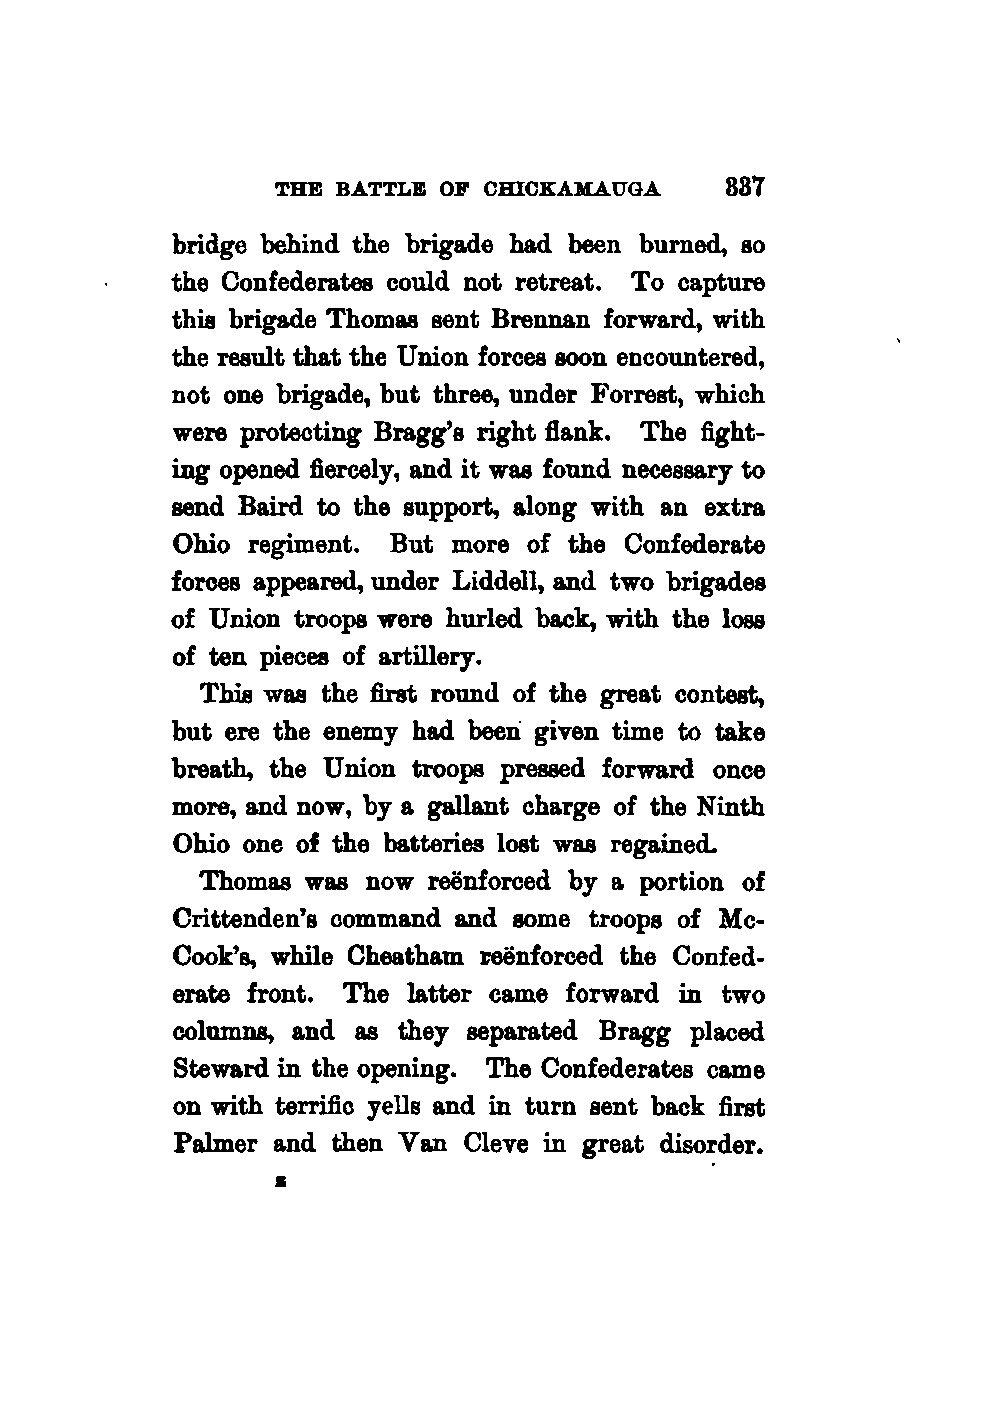 THE BATTLE OF CHICKAMAUGA 337
bridge behind the brigade had been burned, so
the Confederates could not retreat. To capture
this brigade Thomas sent Brennan forward, with
the result that the Union forces soon encountered,
not one brigade, but three, under Forrest, which
were protecting Bragg's right flank. The fight-
ing opened fiercely, and it was found necessary to
send Baird to the support, along with an extra
Ohio regiment. But more of the Confederate
forces appeared, under Liddell, and two brigades
of Union troops were hurled back, with the loss
of ten pieces of artillery.
This was the first round of the great contest,
but ere the enemy had been given time to take
breath, the Union troops pressed forward once
more, and now, by a gallant charge of the Ninth
Ohio one of the batteries lost was regained.
Thomas was now reënforced by a portion of
Crittenden's command and some troops of Mc-
Cook's, while Cheatham reënforced the Confed-
erate front. The latter came forward in two
columns, and as they separated Bragg placed
Steward in the opening. The Confederates came
on with terrific yells and in turn sent back first
Palmer and then Van Cleve in great disorder.